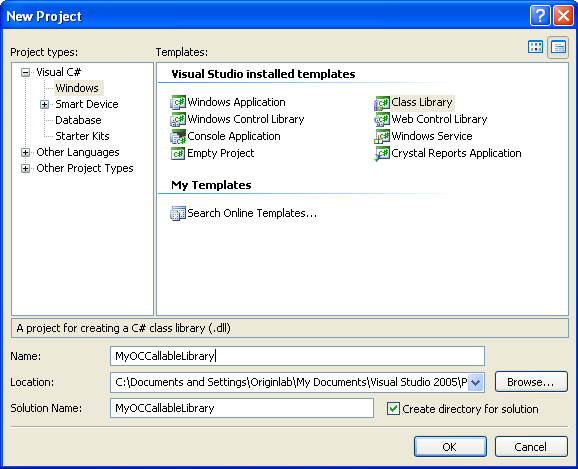 New Project
Project types:
Templates:
Visual C#
Windows
Smart Device
Database
Starter Kits
Other Languages
Other Project Types
Visual Studio installed templates
Windows Application
Class Library
Windows Control Library
Web Control Library
Console Application
Windows Service
Empty Project
Crystal Reports Application
My Templates
Search Online Templates...
A project for creating a C# class library (.dll)
Name:
MyOCCallableLibrary
Location:
C:\Documents and Settings\Originlab\My Documents\Visual Studio 2005\P
Browse...
Solution Name:
MyOCCallableLibrary
Create directory for solution
OK
Cancel